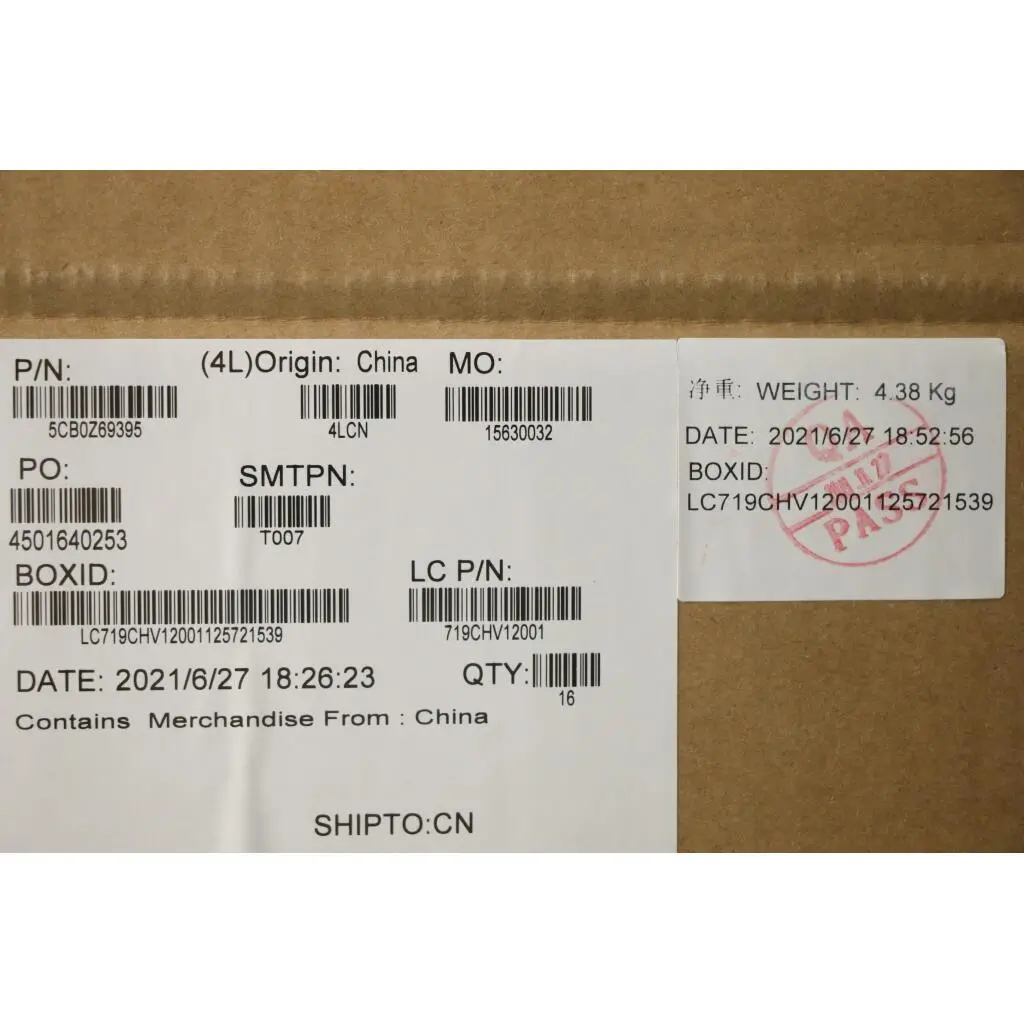 P/N: (4L)Origin: China MO:
5CB0Z69395 4LCN 15630032
PO: SMTPN:
4501640253 T007
BOXID: LC P/N:
LC719CHV12001125721539 719CHV12001
DATE: 2021/6/27 18:26:23 QTY:
16
Contains Merchandise From : China
SHIPTO:CN
净重: WEIGHT: 4.38 Kg
DATE: 2021/6/27 18:52:56
BOXID:
LC719CHV12001125721539
QA
PASS